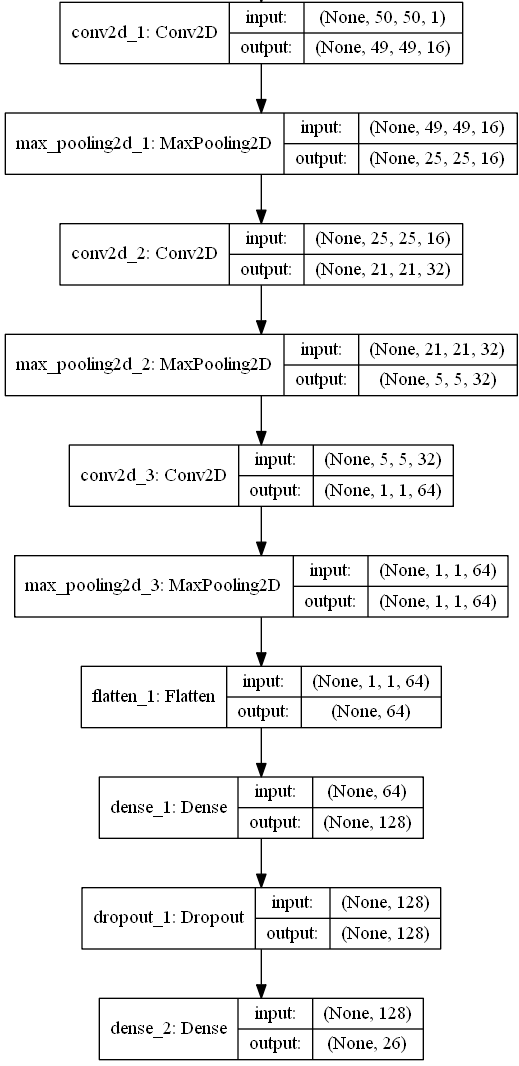 conv2d_1: Conv2D
input: (None, 50, 50, 1)
output: (None, 49, 49, 16)
max_pooling2d_1: MaxPooling2D
input: (None, 49, 49, 16)
output: (None, 25, 25, 16)
conv2d_2: Conv2D
input: (None, 25, 25, 16)
output: (None, 21, 21, 32)
max_pooling2d_2: MaxPooling2D
input: (None, 21, 21, 32)
output: (None, 5, 5, 32)
conv2d_3: Conv2D
input: (None, 5, 5, 32)
output: (None, 1, 1, 64)
max_pooling2d_3: MaxPooling2D
input: (None, 1, 1, 64)
output: (None, 1, 1, 64)
flatten_1: Flatten
input: (None, 1, 1, 64)
output: (None, 64)
dense_1: Dense
input: (None, 64)
output: (None, 128)
dropout_1: Dropout
input: (None, 128)
output: (None, 128)
dense_2: Dense
input: (None, 128)
output: (None, 26)